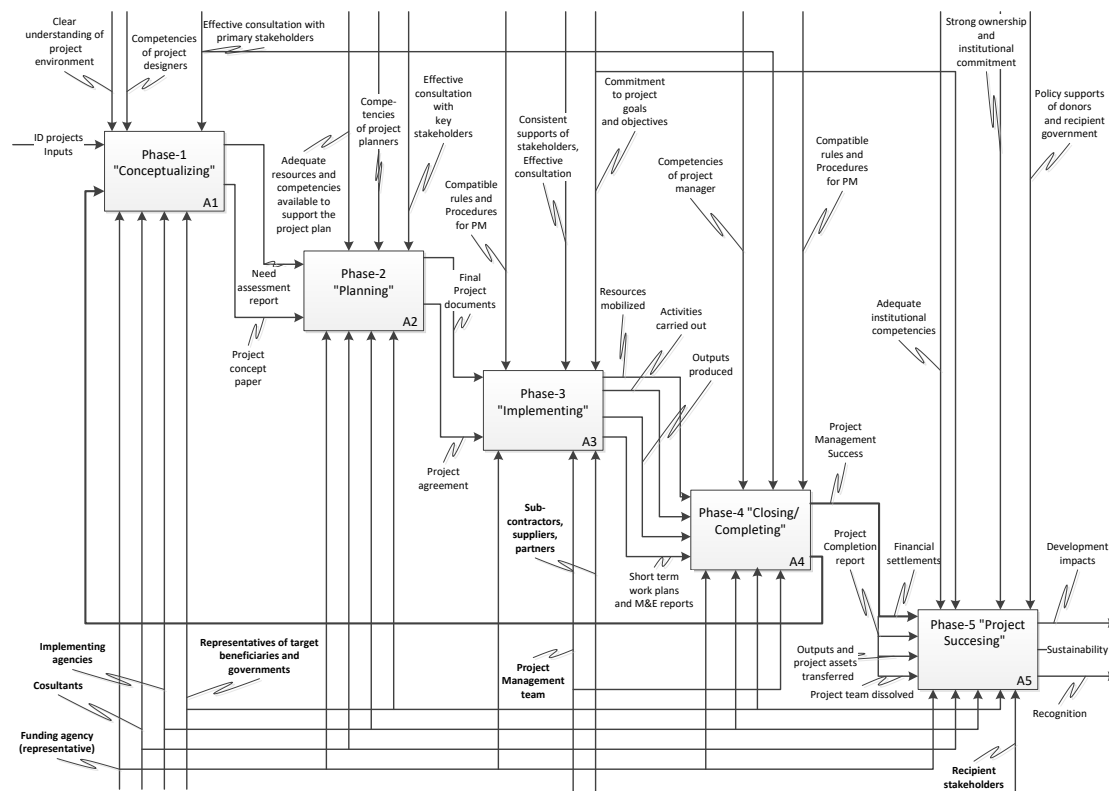 Clear
understanding of
project
environment
Competencies
of project
designers
Effective consultation with
primary stakeholders
Strong ownership
and
institutional
commitment
Effective
consultation
with
key
stakeholders
Compe-
tencies
of project
planners
Commitment
to project
goals
and objectives
Policy supports
of donors
and recipient
government
ID projects
Inputs
Phase-1
"Conceptualizing"
A1
Adequate
resources and
competencies
available to
support the
project plan
Consistent
supports of
stakeholders,
Effective
consultation
Compatible
rules and
Procedures
for PM
Competencies
of project
manager
Compatible
rules and
Procedures
for PM
Need
assessment
report
Phase-2
"Planning"
A2
Final
Project
documents
Resources
mobilized
Activities
carried out
Outputs
produced
Adequate
institutional
competencies
Project
concept
paper
Phase-3
"Implementing"
A3
Project
agreement
Project
Management
Success
Sub-
contractors,
suppliers,
partners
Phase-4 "Closing/
Completing"
A4
Short term
work plans
and M&E reports
Project
Completion
report
Financial
settlements
Development
impacts
Phase-5 "Project
Succesing"
A5
Sustainability
Outputs and
project assets
transferred
Project team dissolved
Recognition
Implementing
agencies
Representatives of target
beneficiaries and
governments
Project
Management
team
Cosultants
Funding agency
(representative)
Recipient
stakeholders